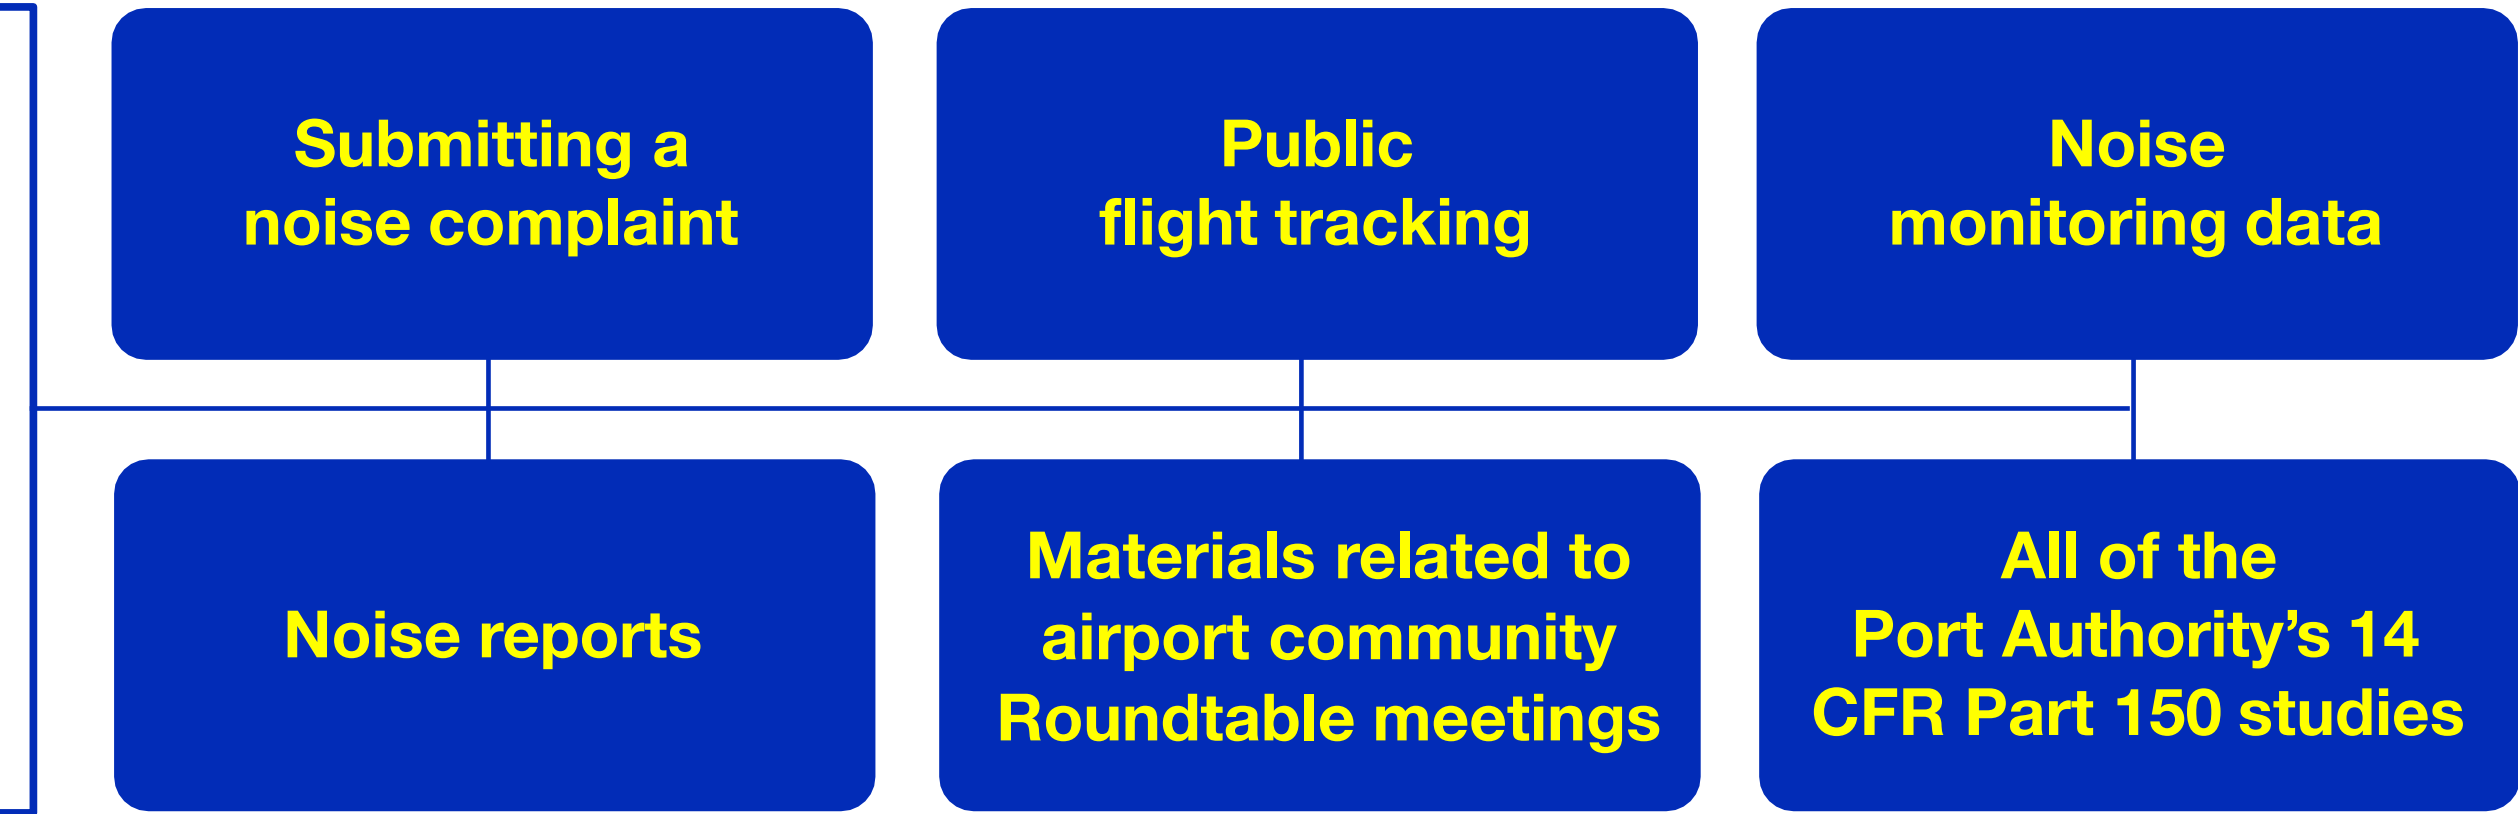 Submitting a
noise complaint
Public
flight tracking
Noise
monitoring data
Noise reports
Materials related to
airport community
Roundtable meetings
All of the
Port Authority's 14
CFR Part 150 studies